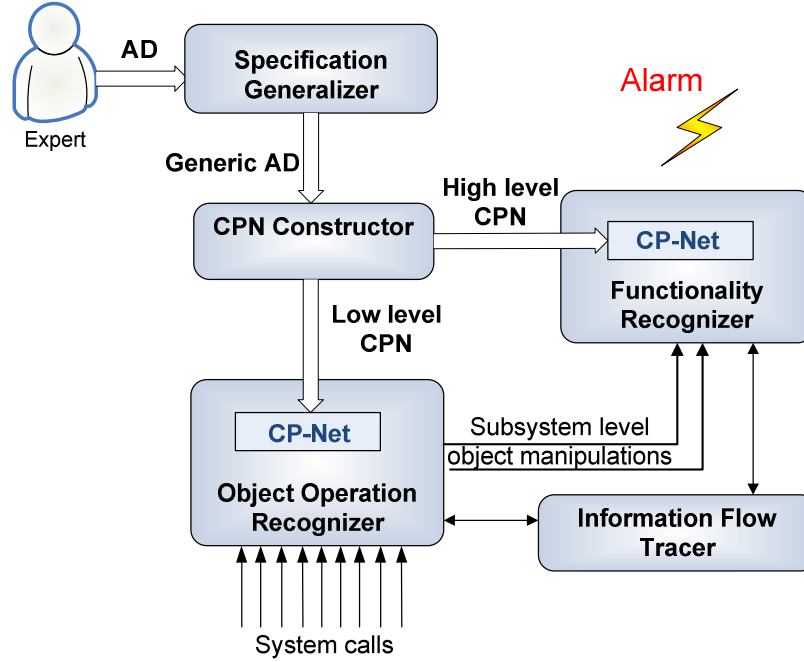 AD
Expert
Specification
Generalizer
Alarm
Generic AD
CPN Constructor
High level
CPN
CP-Net
Functionality
Recognizer
Low level
CPN
CP-Net
Object Operation
Recognizer
Subsystem level
object manipulations
Information Flow
Tracer
System calls